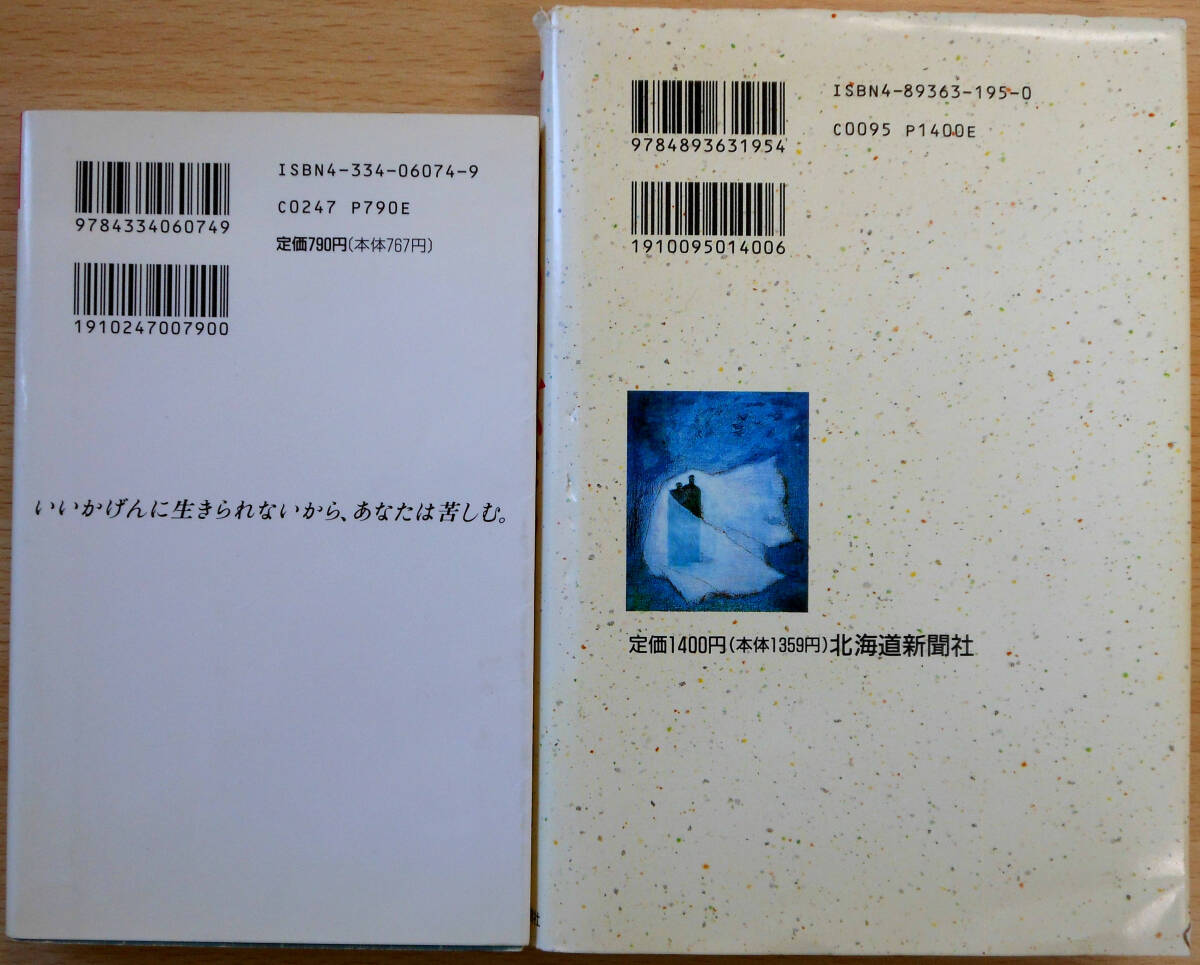 ISBN4-334-06074-9
9784334060749
C0247 P790E
定価790円(本体767円)
1910247007900
いいかげんに生きられないから、あなたは苦しむ。
ISBN4-89363-195-0
9784893631954
C0095 P1400E
1910095014006
定価1400円(本体1359円)北海道新聞社
社